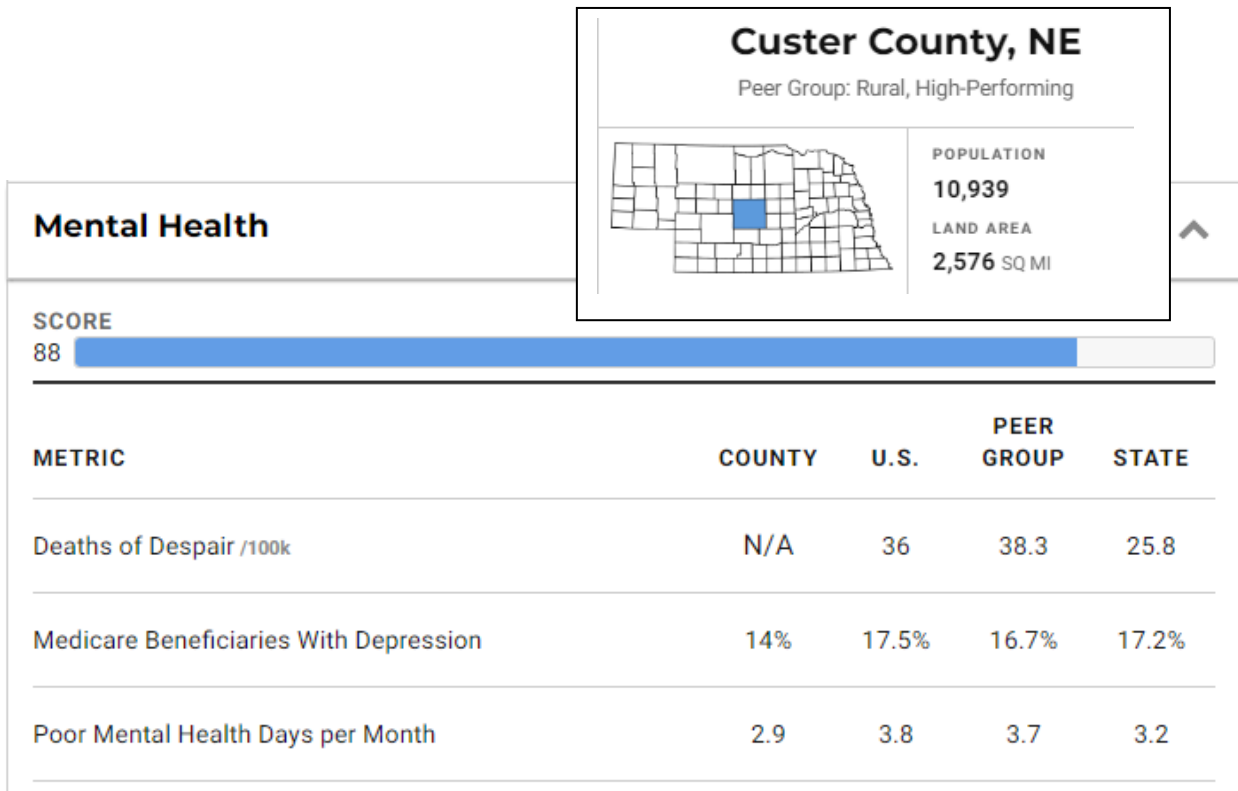 Custer County, NE
Peer Group: Rural, High-Performing
POPULATION
10,939
LAND AREA
2,576 SQ MI
Mental Health
SCORE
88
METRIC COUNTY U.S. PEER GROUP STATE
Deaths of Despair /100k N/A 36 38.3 25.8
Medicare Beneficiaries With Depression 14% 17.5% 16.7% 17.2%
Poor Mental Health Days per Month 2.9 3.8 3.7 3.2